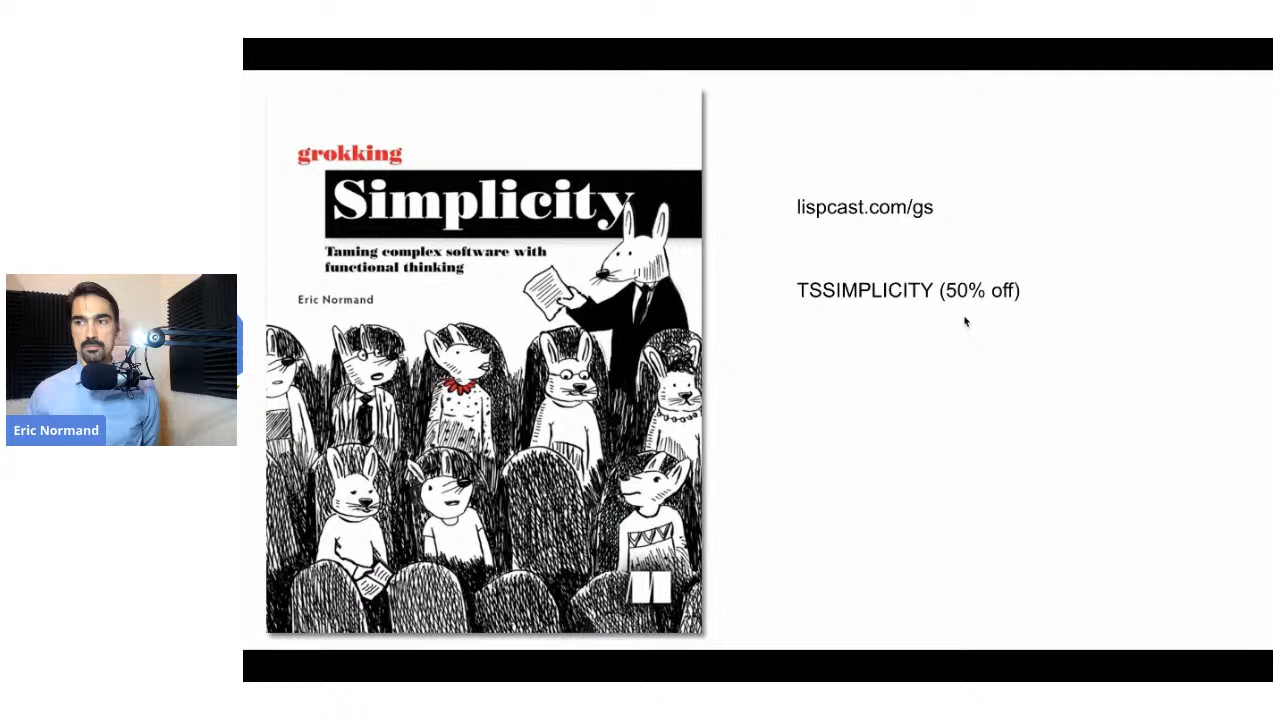 grokking
Simplicity
Taming complex software with
functional thinking
Eric Normand
lispcast.com/gs
TSSIMPLICITY (50% off)
Eric Normand